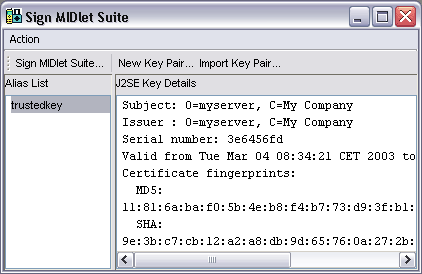 Sign MIDlet Suite
Action
Sign MIDlet Suite... New Key Pair... Import Key Pair...
Alias List
trustedkey
J2SE Key Details
Subject: O=myserver, C=My Company
Issuer : O=myserver, C=My Company
Serial number: 3e6456fd
Valid from Tue Mar 04 08:34:21 CET 2003 to
Certificate fingerprints:
MD5:
11:81:6a:ba:f0:5b:4e:b8:f4:b7:73:d9:3f:b1:
SHA:
9e:3b:c7:cb:12:a2:a8:db:9d:65:76:0a:27:2b: